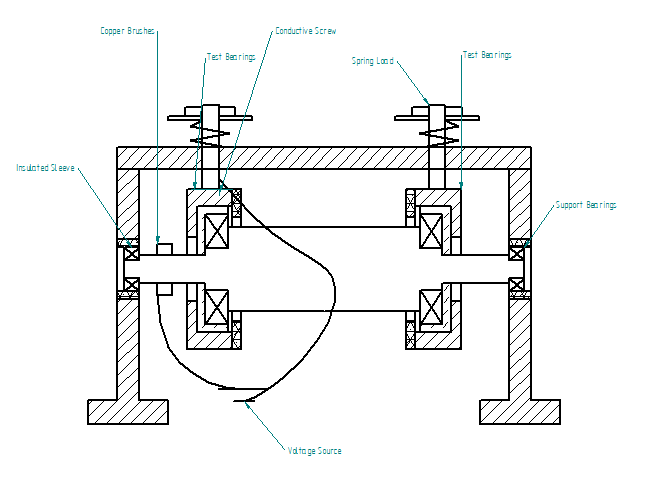 Copper Brushes
Conductive Screw
Test Bearings
Spring Load
Test Bearings
Insulated Sleeve
Support Bearings
Voltage Source